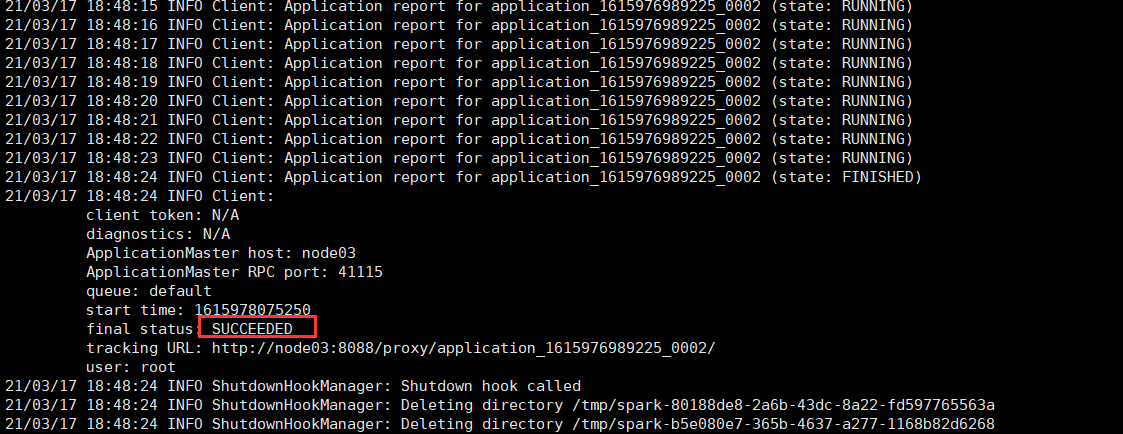 21/03/17 18:48:15 INFO Client: Application report for application_1615976989225_0002 (state: RUNNING)
21/03/17 18:48:16 INFO Client: Application report for application_1615976989225_0002 (state: RUNNING)
21/03/17 18:48:17 INFO Client: Application report for application_1615976989225_0002 (state: RUNNING)
21/03/17 18:48:18 INFO Client: Application report for application_1615976989225_0002 (state: RUNNING)
21/03/17 18:48:19 INFO Client: Application report for application_1615976989225_0002 (state: RUNNING)
21/03/17 18:48:20 INFO Client: Application report for application_1615976989225_0002 (state: RUNNING)
21/03/17 18:48:21 INFO Client: Application report for application_1615976989225_0002 (state: RUNNING)
21/03/17 18:48:22 INFO Client: Application report for application_1615976989225_0002 (state: RUNNING)
21/03/17 18:48:23 INFO Client: Application report for application_1615976989225_0002 (state: RUNNING)
21/03/17 18:48:24 INFO Client: Application report for application_1615976989225_0002 (state: FINISHED)
21/03/17 18:48:24 INFO Client:
client token: N/A
diagnostics: N/A
ApplicationMaster host: node03
ApplicationMaster RPC port: 41115
queue: default
start time: 1615978075250
final status: SUCCEEDED
tracking URL: http://node03:8088/proxy/application_1615976989225_0002/
user: root
21/03/17 18:48:24 INFO ShutdownHookManager: Shutdown hook called
21/03/17 18:48:24 INFO ShutdownHookManager: Deleting directory /tmp/spark-80188de8-2a6b-43dc-8a22-fd597765563a
21/03/17 18:48:24 INFO ShutdownHookManager: Deleting directory /tmp/spark-b5e080e7-365b-4637-a277-1168b82d6268